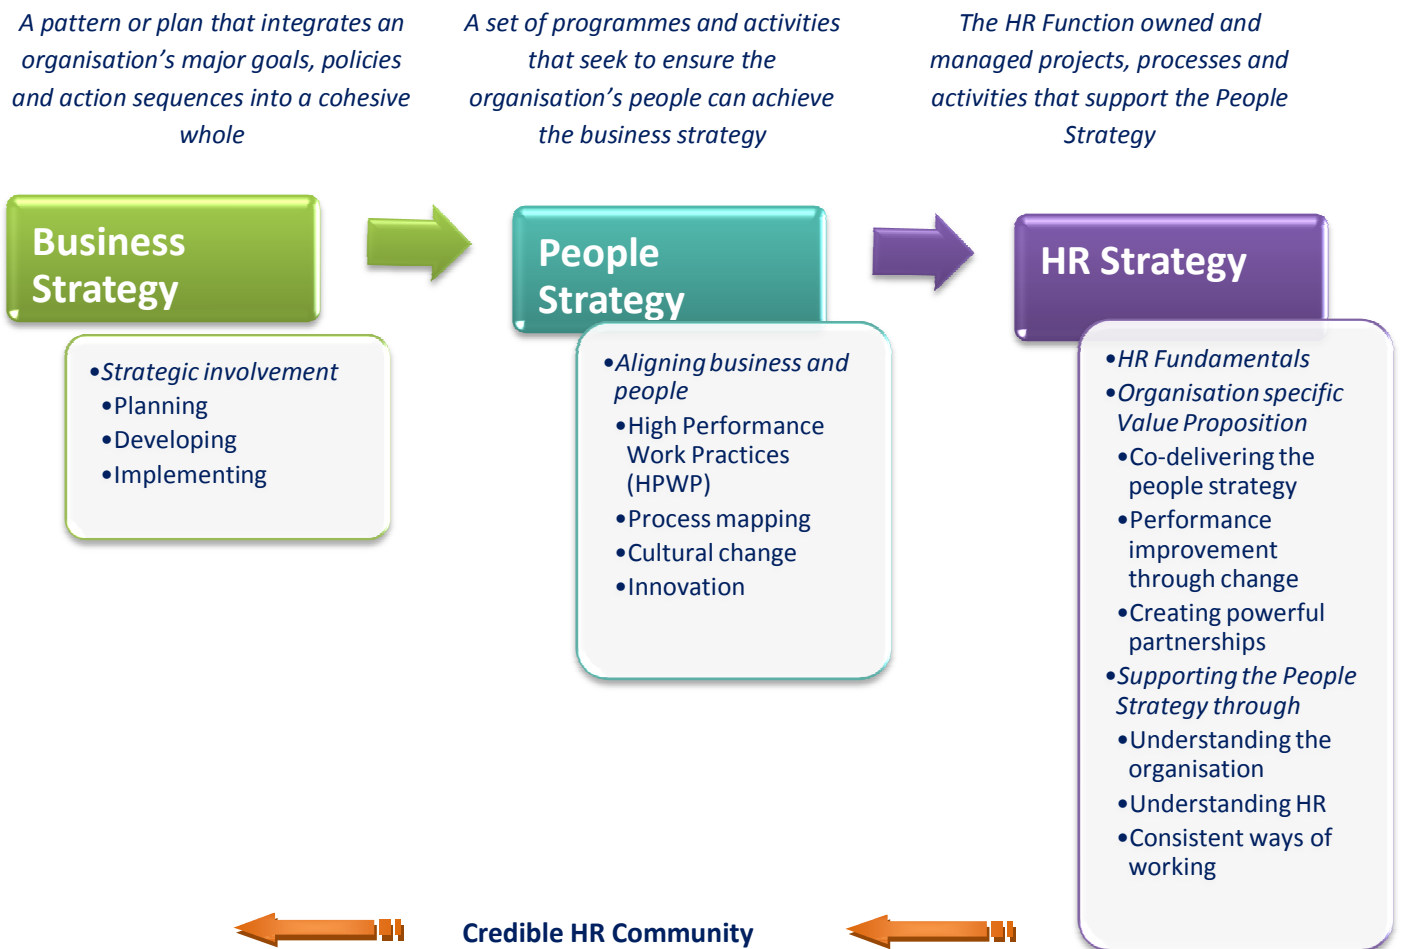 A pattern or plan that integrates an
organisation’s major goals, policies
and action sequences into a cohesive
whole
A set of programmes and activities
that seek to ensure the
organisation’s people can achieve
the business strategy
The HR Function owned and
managed projects, processes and
activities that support the People
Strategy
Business
Strategy
•Strategic involvement
•Planning
•Developing
•Implementing
People
Strategy
•Aligning business and
people
•High Performance
Work Practices
(HPWP)
•Process mapping
•Cultural change
•Innovation
HR Strategy
•HR Fundamentals
•Organisation specific
Value Proposition
•Co-delivering the
people strategy
•Performance
improvement
through change
•Creating powerful
partnerships
•Supporting the People
Strategy through
•Understanding the
organisation
•Understanding HR
•Consistent ways of
working
Credible HR Community